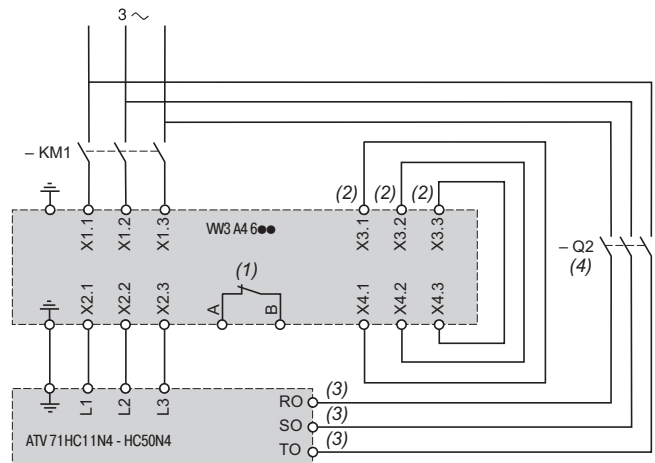 3 ~
– KM1
(2) (2) (2)
X1.1 X1.2 X1.3 VW3 A4 6●● X3.1 X3.2 X3.3
– Q2
(4)
(1)
X2.1 X2.2 X2.3 A B X4.1 X4.2 X4.3
L1 L2 L3
RO (3)
SO (3)
TO (3)
ATV 71HC11N4 - HC50N4